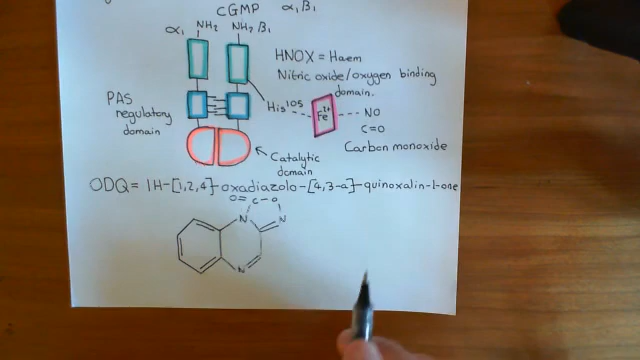 cGMP α₁β₁
α₁ NH₂ NH₂ β₁
HNOX = Haem
Nitric oxide/oxygen binding
domain.
PAS
regulatory
domain
His¹⁰⁵ Fe²⁺ NO
C=O
Carbon monoxide
Catalytic
domain
ODQ = 1H-[1,2,4]-oxadiazolo-[4,3-a]-quinoxalin-1-one
O=C-O
N N
N